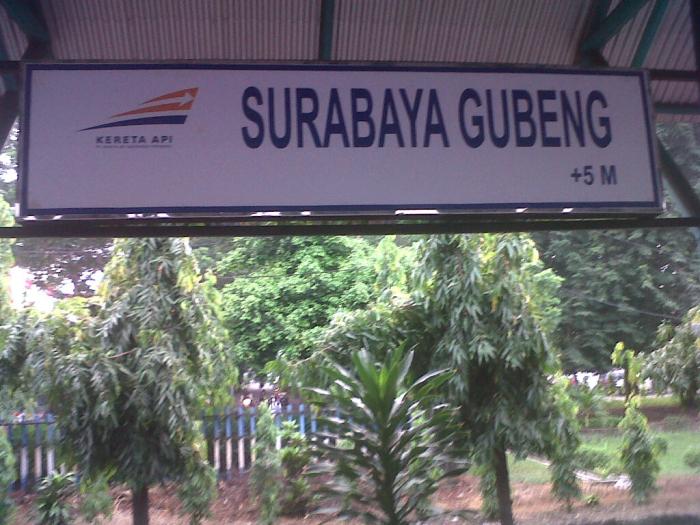 KERETA API
SURABAYA GUBENG
+5 M